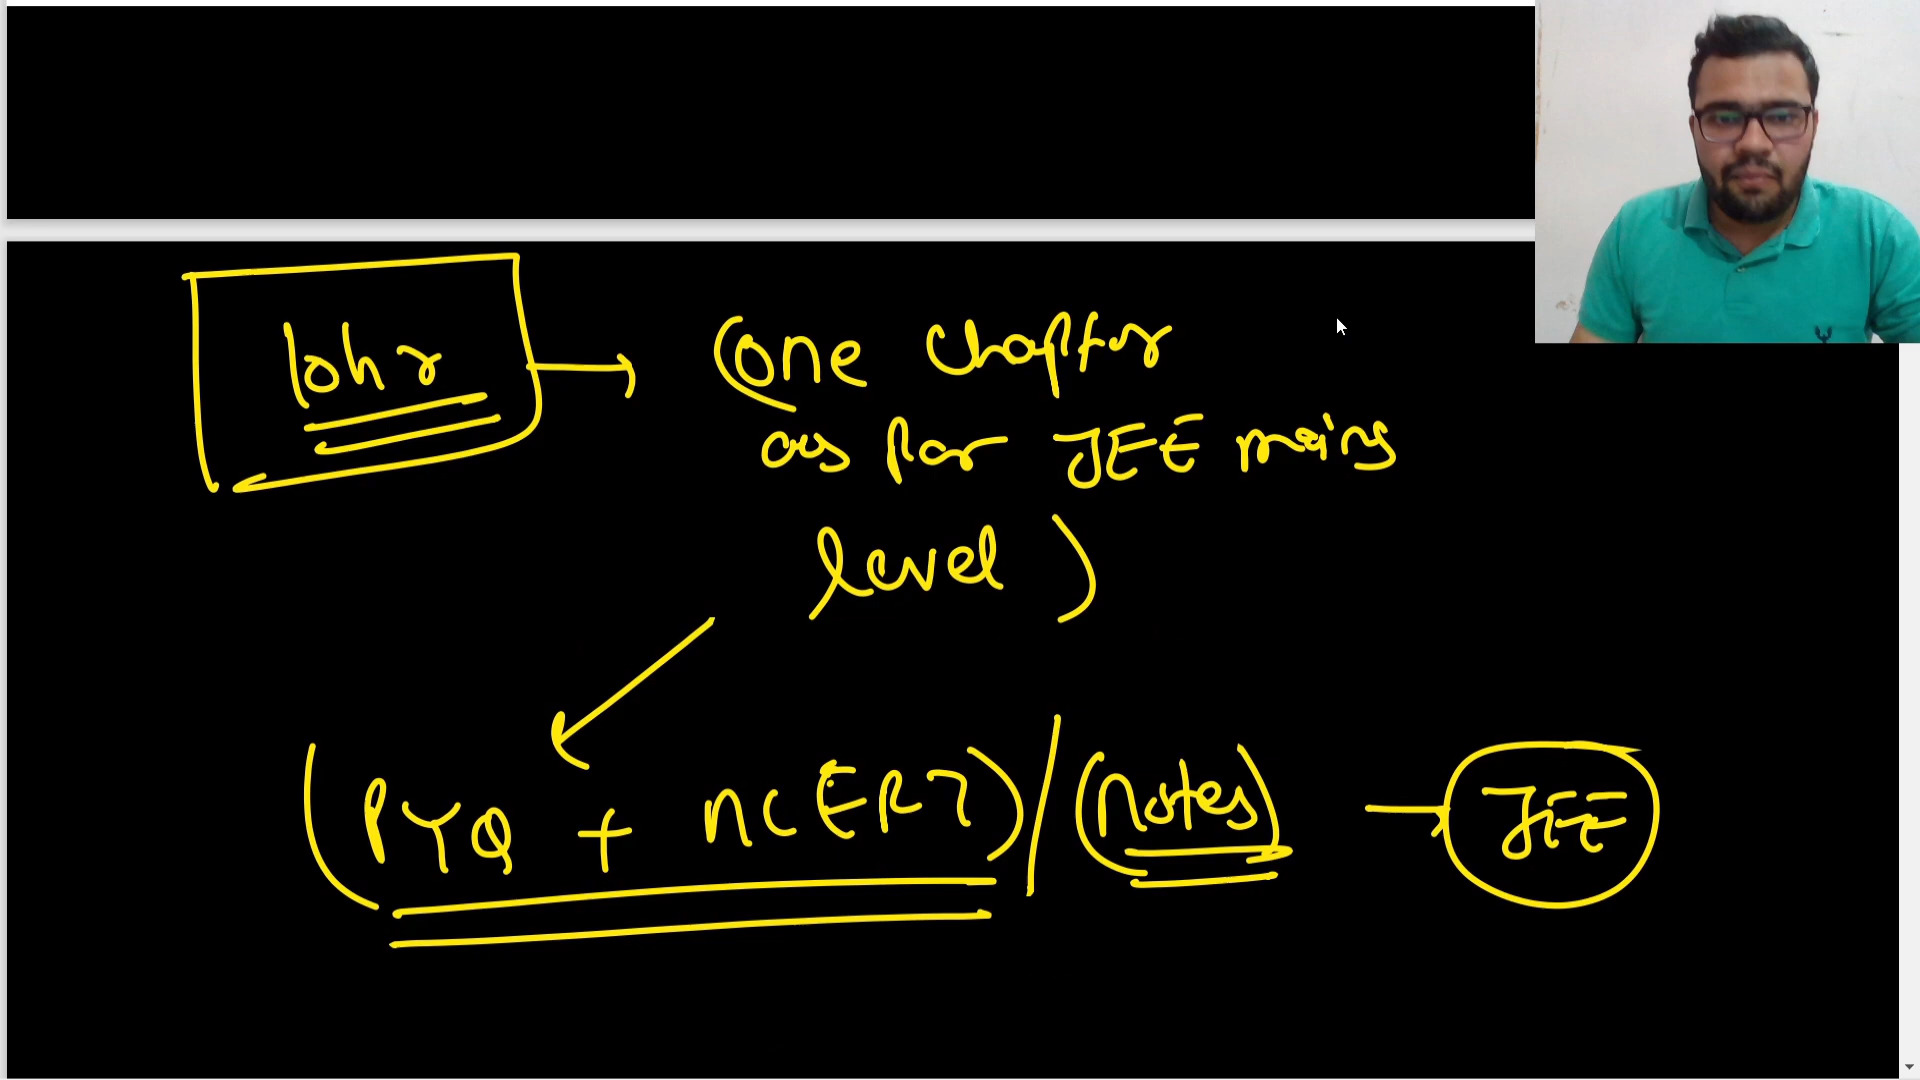 10hr → (one chapter
as per JEE mains
level)
(PYQ + NCERT) / (Notes) → JEE